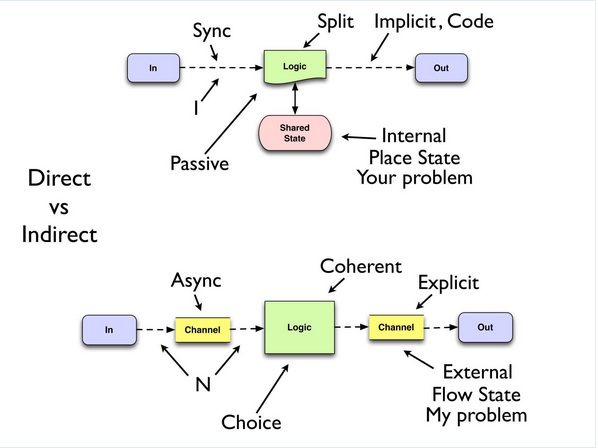 Sync
Split
Implicit, Code
In
Logic
Out
I
Shared
State
Passive
Internal
Place State
Your problem
Direct
vs
Indirect
Async
Coherent
Explicit
In
Channel
Logic
Channel
Out
N
Choice
External
Flow State
My problem